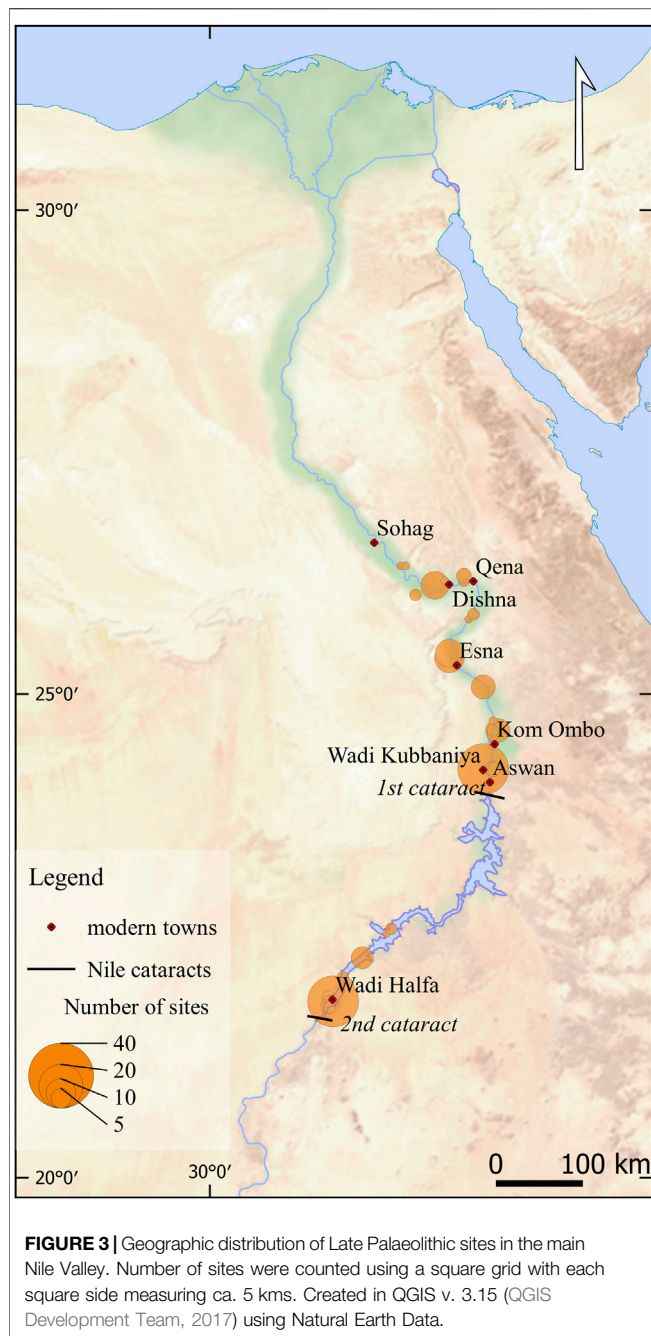 30°0′
Sohag
Qena
Dishna
Esna
25°0′
Kom Ombo
Wadi Kubbaniya
Aswan
1st cataract
Legend
modern towns
Nile cataracts
Number of sites
40
20
10
5
Wadi Halfa
2nd cataract
20°0′
30°0′
0 100 km
FIGURE 3 | Geographic distribution of Late Palaeolithic sites in the main
Nile Valley. Number of sites were counted using a square grid with each
square side measuring ca. 5 kms. Created in QGIS v. 3.15 (QGIS
Development Team, 2017) using Natural Earth Data.